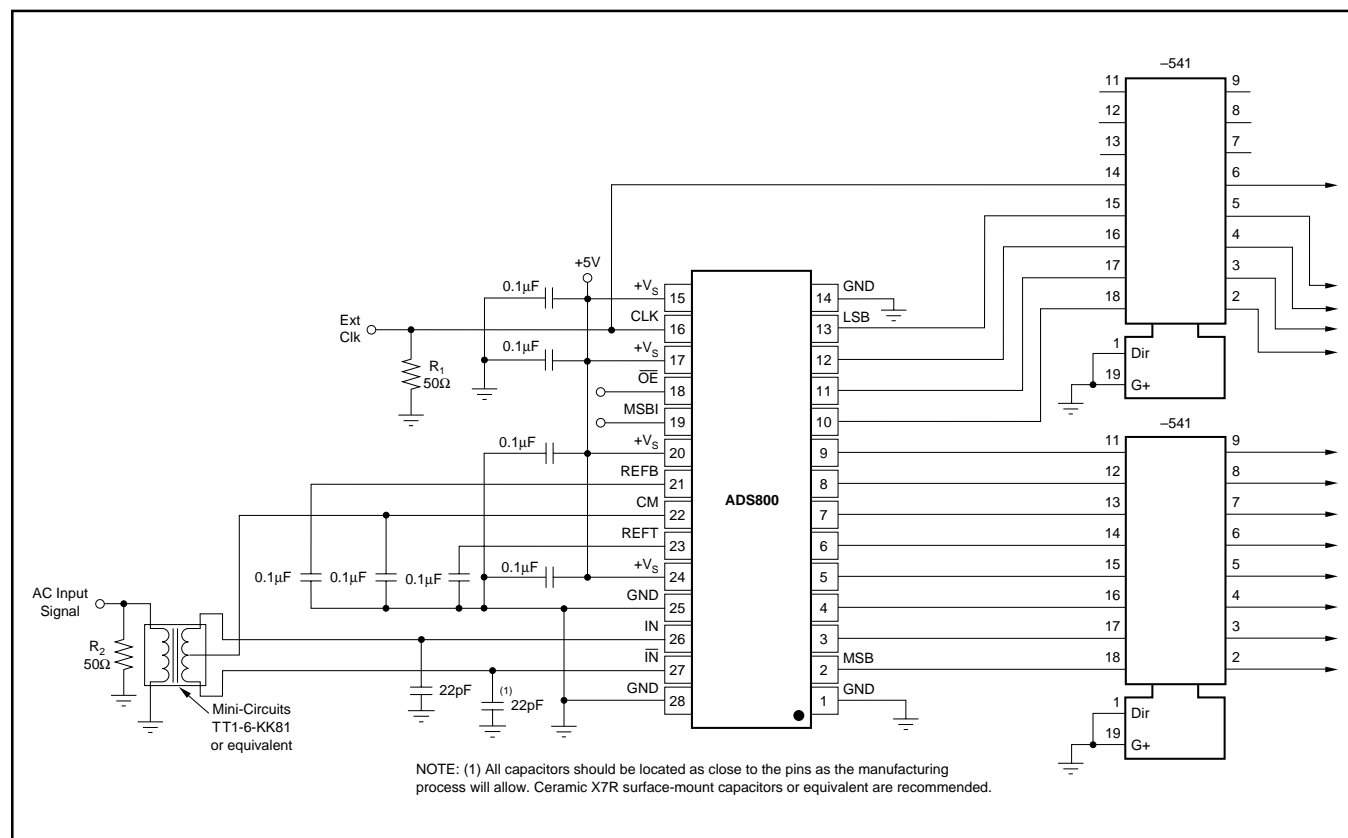 –541
11 9
12 8
13 7
14 6
15 5
16 4
17 3
18 2
1 Dir
19 G+
+5V
0.1µF +VS 15 14 GND
Ext Clk CLK 16 13 LSB
R1
50Ω
0.1µF +VS 17 12
OE 18 11
MSBI 19 10
0.1µF +VS 20 9
REFB 21 8
CM 22 7
REFT 23 6
0.1µF 0.1µF 0.1µF 0.1µF +VS 24 5
GND 25 4
IN 26 3
IN 27 2 MSB
GND 28 1 GND
ADS800
AC Input
Signal
R2
50Ω
22pF
(1)
22pF
Mini-Circuits
TT1-6-KK81
or equivalent
–541
11 9
12 8
13 7
14 6
15 5
16 4
17 3
18 2
1 Dir
19 G+
NOTE: (1) All capacitors should be located as close to the pins as the manufacturing
process will allow. Ceramic X7R surface-mount capacitors or equivalent are recommended.